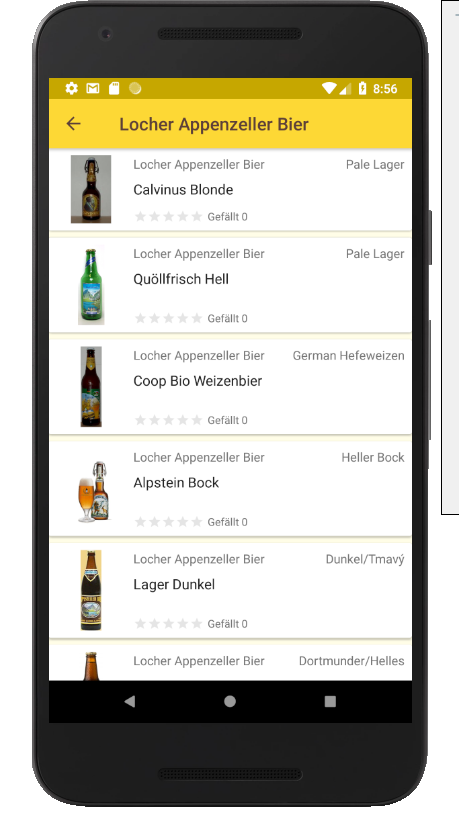 8:56
Locher Appenzeller Bier
Locher Appenzeller Bier Pale Lager
Calvinus Blonde
Gefällt 0
Locher Appenzeller Bier Pale Lager
Quöllfrisch Hell
Gefällt 0
Locher Appenzeller Bier German Hefeweizen
Coop Bio Weizenbier
Gefällt 0
Locher Appenzeller Bier Heller Bock
Alpstein Bock
Gefällt 0
Locher Appenzeller Bier Dunkel/Tmavý
Lager Dunkel
Gefällt 0
Locher Appenzeller Bier Dortmunder/Helles